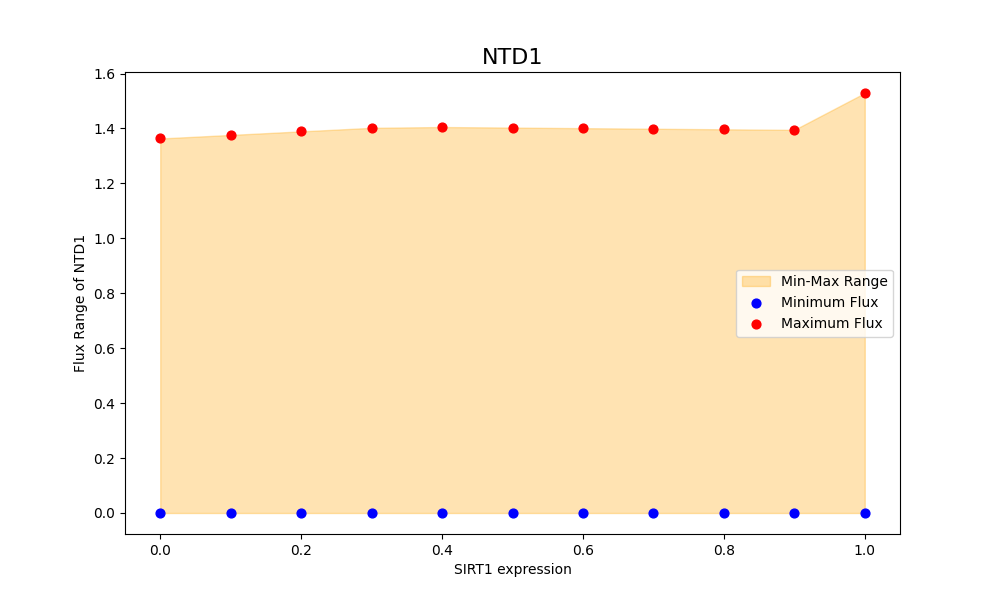 NTD1
1.6
1.4
1.2
1.0
0.8
0.6
0.4
0.2
0.0
Flux Range of NTD1
Min-Max Range
Minimum Flux
Maximum Flux
0.0 0.2 0.4 0.6 0.8 1.0
SIRT1 expression